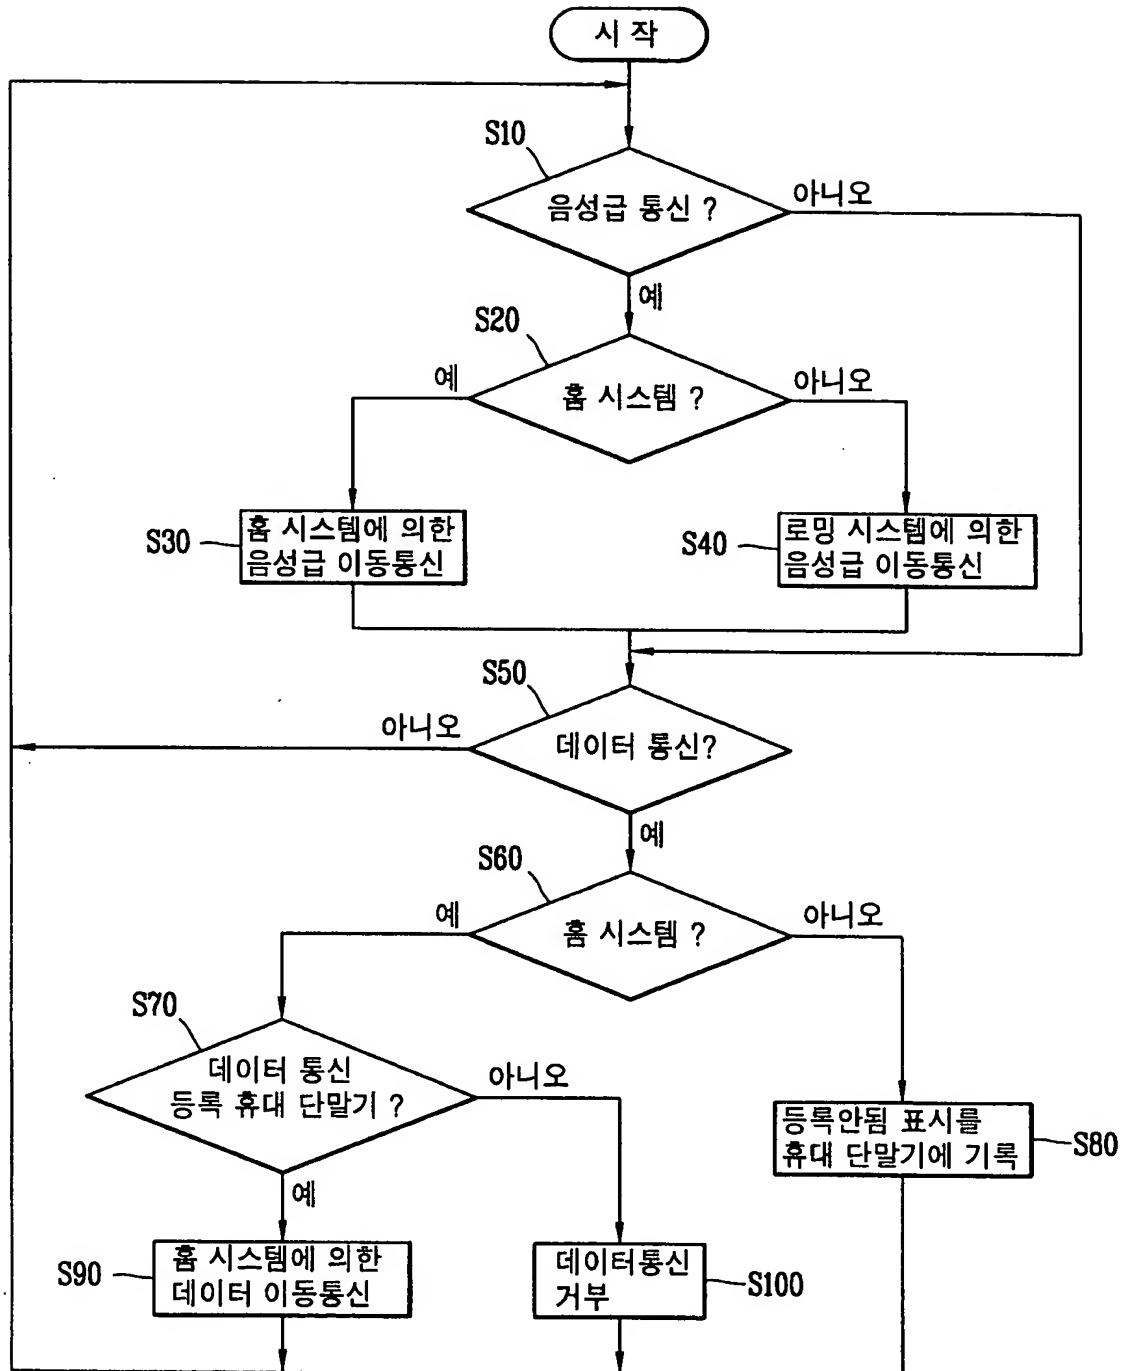 시작
S10
음성급 통신 ?
아니오
예
S20
예
홈 시스템 ?
아니오
S30
홈 시스템에 의한
음성급 이동통신
S40
로밍 시스템에 의한
음성급 이동통신
S50
아니오
데이터 통신?
예
S60
예
홈 시스템 ?
아니오
S70
데이터 통신
등록 휴대 단말기 ?
아니오
등록안됨 표시를
휴대 단말기에 기록
S80
예
S90
홈 시스템에 의한
데이터 이동통신
데이터통신
거부
S100